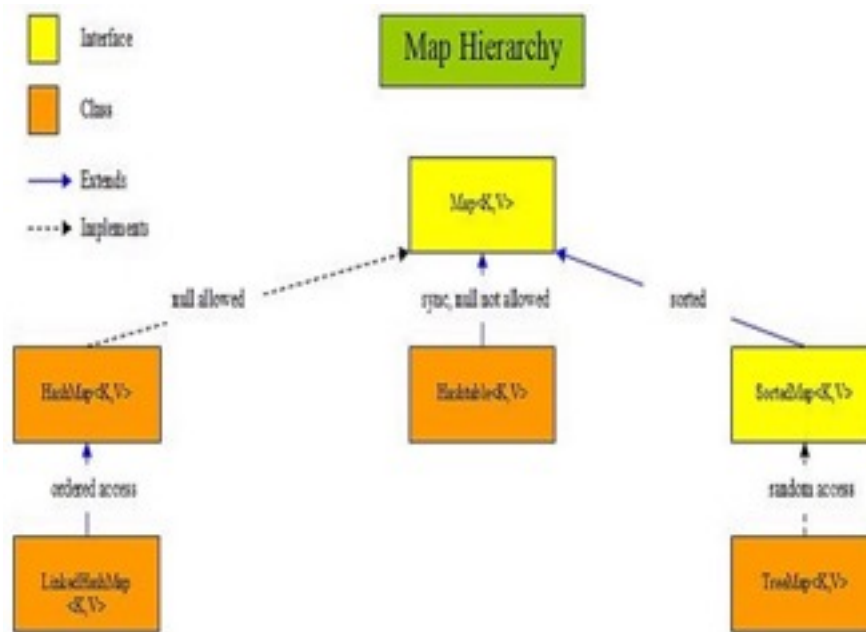 Interface
Map Hierarchy
Class
Extends
Map<K,V>
Implements
null allowed
sync, null not allowed
sorted
HashMap<K,V>
Hashtable<K,V>
SortedMap<K,V>
ordered access
random access
LinkedHashMap
<K,V>
TreeMap<K,V>